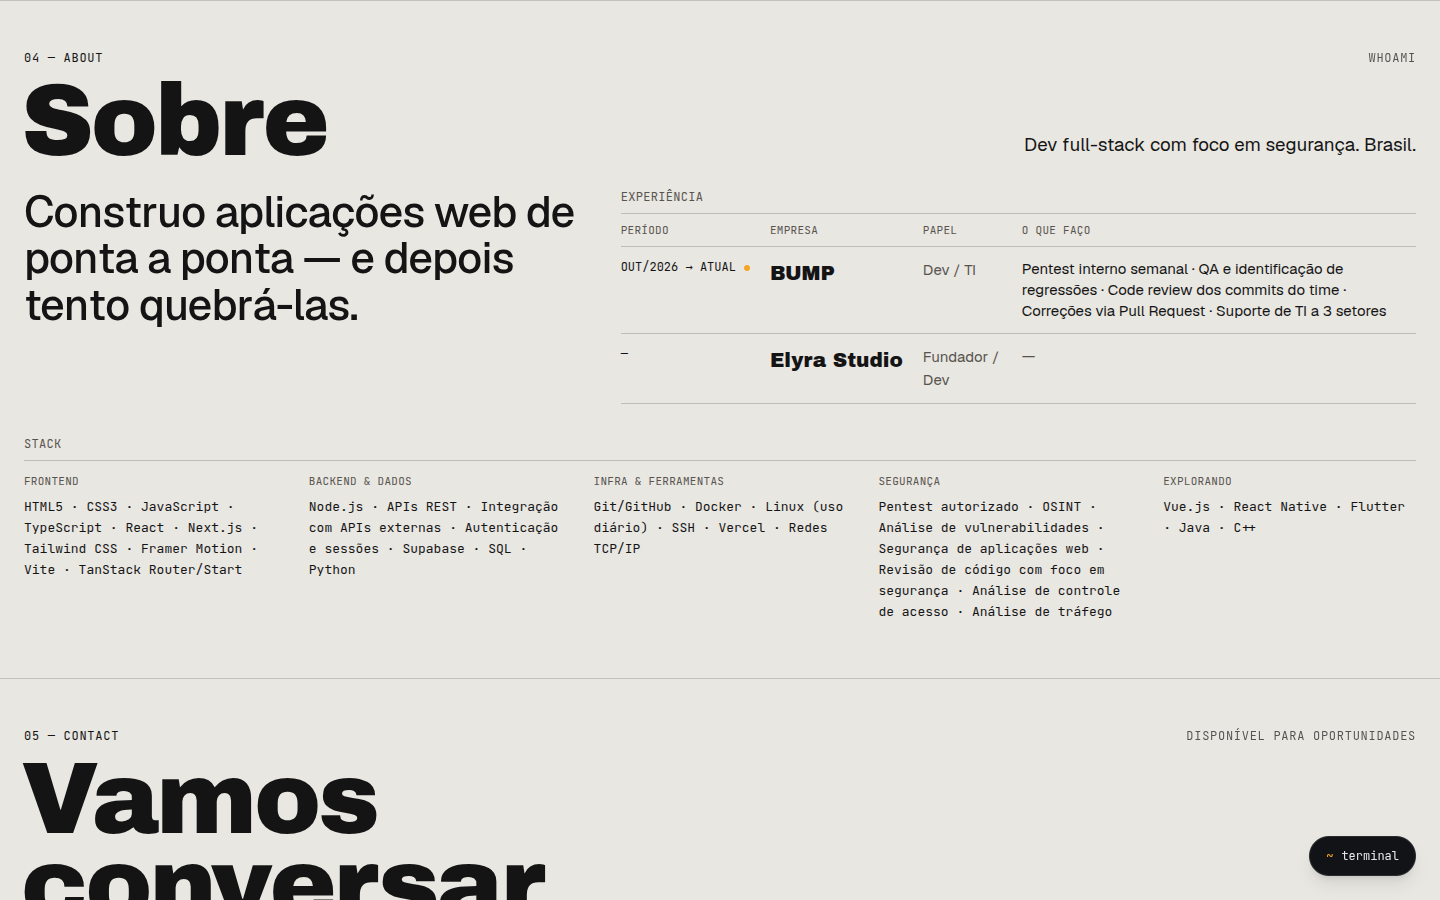 04 — ABOUT
WHOAMI
Sobre
Dev full-stack com foco em segurança. Brasil.
Construo aplicações web de
ponta a ponta — e depois
tento quebrá-las.
EXPERIÊNCIA
PERÍODO EMPRESA PAPEL O QUE FAÇO
OUT/2026 → ATUAL BUMP Dev / TI Pentest interno semanal · QA e identificação de
regressões · Code review dos commits do time ·
Correções via Pull Request · Suporte de TI a 3 setores
— Elyra Studio Fundador / —
Dev
STACK
FRONTEND
HTML5 · CSS3 · JavaScript ·
TypeScript · React · Next.js ·
Tailwind CSS · Framer Motion ·
Vite · TanStack Router/Start
BACKEND & DADOS
Node.js · APIs REST · Integração
com APIs externas · Autenticação
e sessões · Supabase · SQL ·
Python
INFRA & FERRAMENTAS
Git/GitHub · Docker · Linux (uso
diário) · SSH · Vercel · Redes
TCP/IP
SEGURANÇA
Pentest autorizado · OSINT ·
Análise de vulnerabilidades ·
Segurança de aplicações web ·
Revisão de código com foco em
segurança · Análise de controle
de acesso · Análise de tráfego
EXPLORANDO
Vue.js · React Native · Flutter
· Java · C++
05 — CONTACT
DISPONÍVEL PARA OPORTUNIDADES
Vamos
conversar
~ terminal